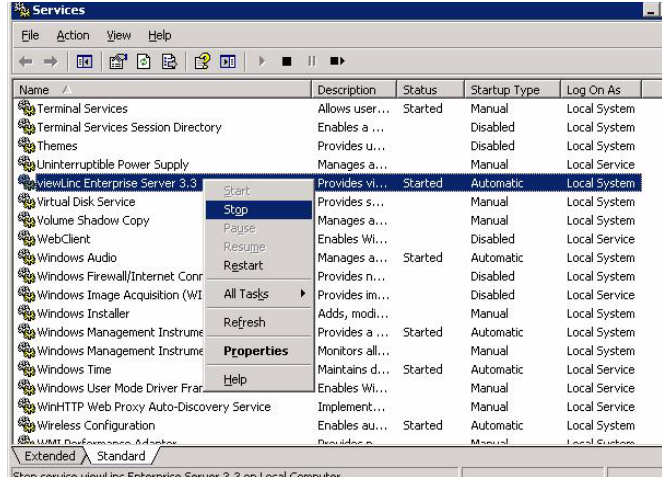 Services
File Action View Help
Name Description Status Startup Type Log On As
Terminal Services Allows user... Started Manual Local System
Terminal Services Session Directory Enables a ... Disabled Local System
Themes Provides u... Disabled Local System
Uninterruptible Power Supply Manages a... Manual Local Service
viewLinc Enterprise Server 3.3 Provides vi... Started Automatic Local System
Virtual Disk Service Provides s... Manual Local System
Volume Shadow Copy Manages a... Manual Local System
WebClient Enables Wi... Disabled Local Service
Windows Audio Manages a... Started Automatic Local System
Windows Firewall/Internet Conn Provides n... Disabled Local System
Windows Image Acquisition (WI Provides im... Disabled Local Service
Windows Installer Adds, modi... Manual Local System
Windows Management Instrume Provides a ... Started Automatic Local System
Windows Management Instrume Monitors all... Manual Local System
Windows Time Maintains d... Started Automatic Local System
Windows User Mode Driver Fram Enables Wi... Manual Local Service
WinHTTP Web Proxy Auto-Discovery Service Implement... Manual Local Service
Wireless Configuration Enables au... Started Automatic Local System
Start
Stop
Pause
Resume
Restart
All Tasks
Refresh
Properties
Help
Extended Standard